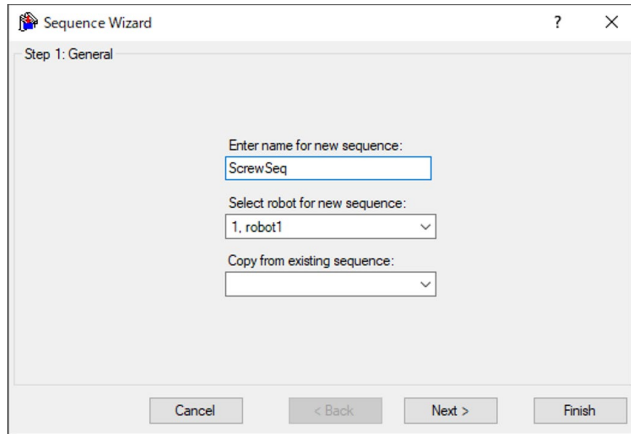 Sequence Wizard
?
Step 1: General
Enter name for new sequence:
ScrewSeq
Select robot for new sequence:
1, robot1
Copy from existing sequence:
Cancel
< Back
Next >
Finish